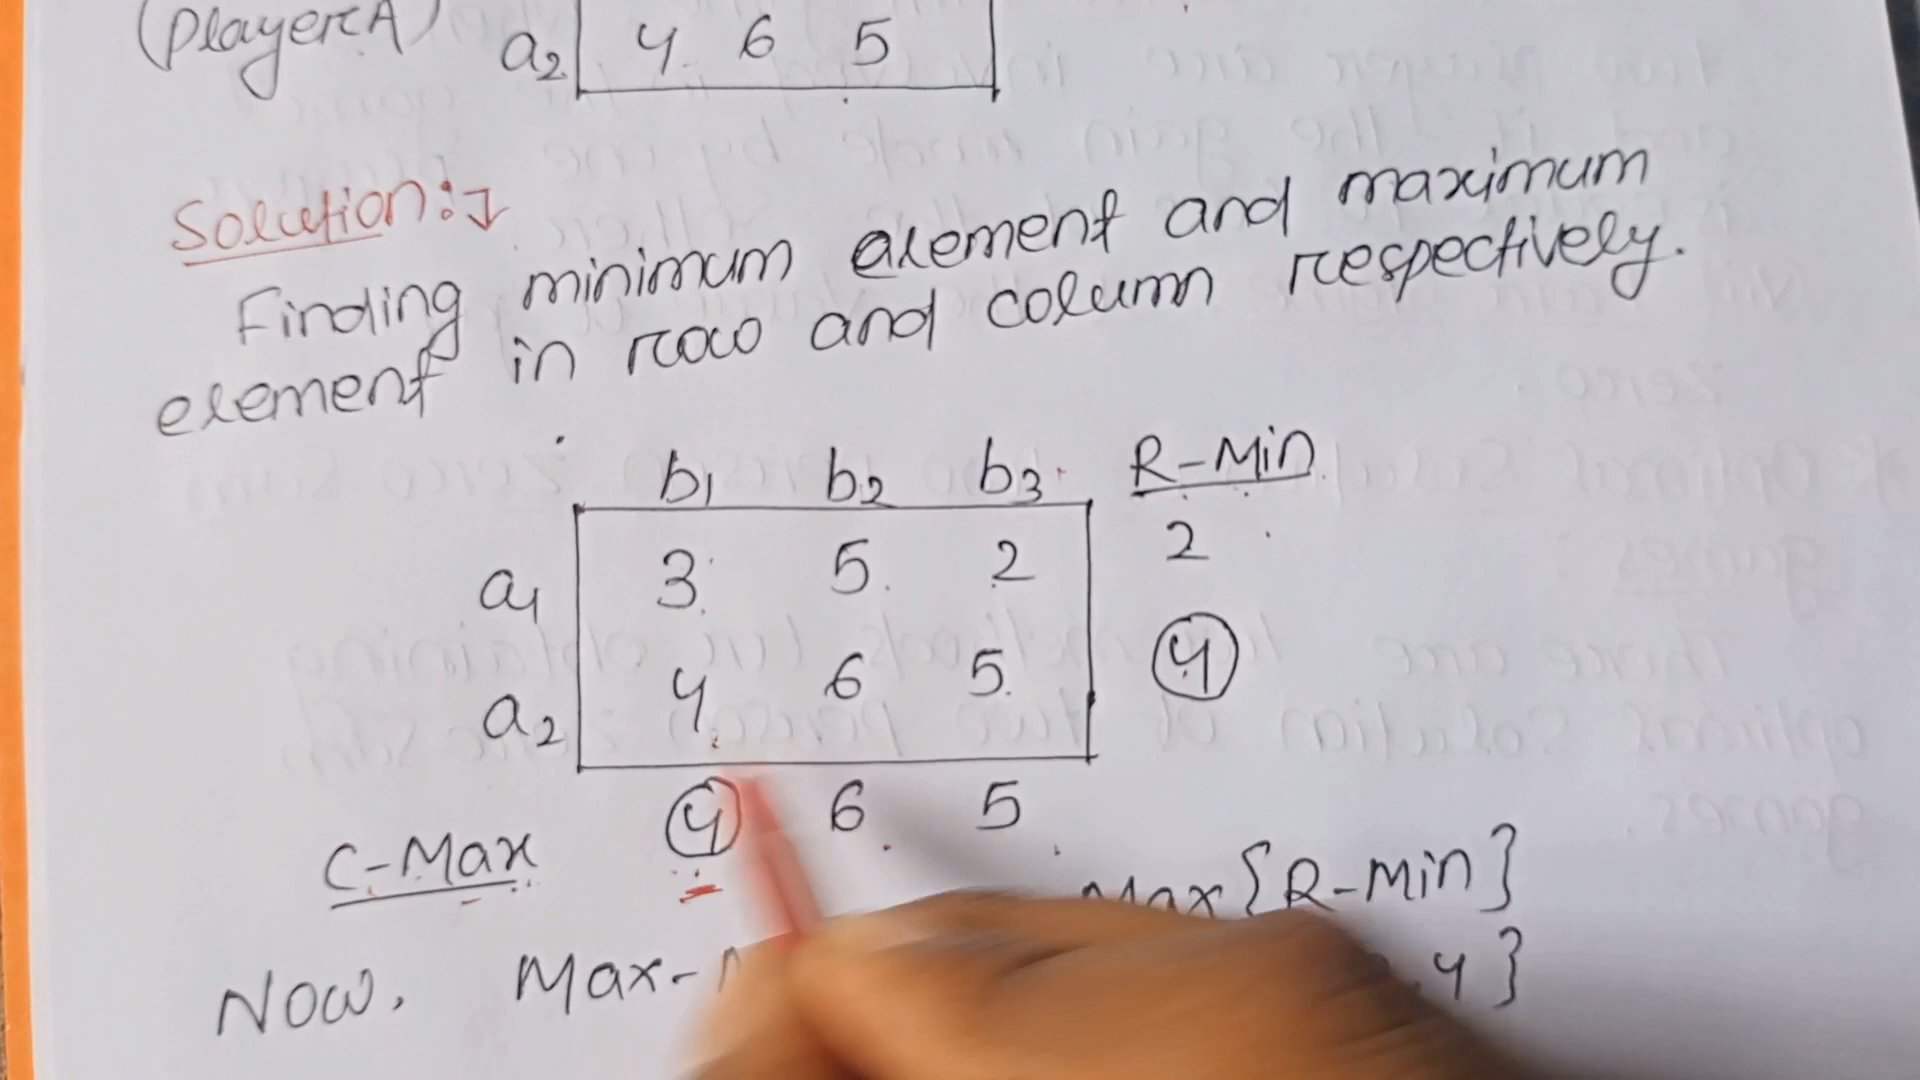 (PlayerA) a2 4 6 5
Solution:
Finding minimum element and maximum
element in row and column respectively.
b1 b2 b3 R-Min
a1 3 5 2 2
a2 4 6 5 4
C-Max 4 6 5
Max{R-Min}
Now, Max- 4}